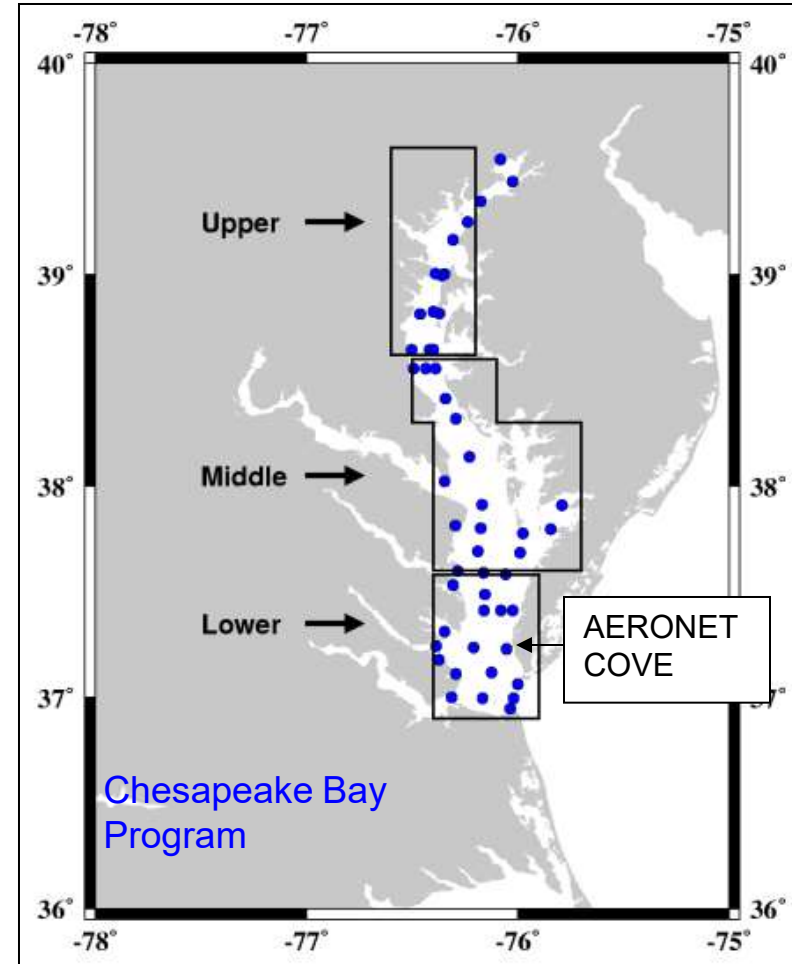 -78˚ -77˚ -76˚ -75˚
40˚ 40˚
Upper
39˚ 39˚
Middle
38˚ 38˚
Lower
AERONET
COVE
37˚ 7˚
Chesapeake Bay
Program
36˚ 36˚
-78˚ -77˚ -76˚ -75˚